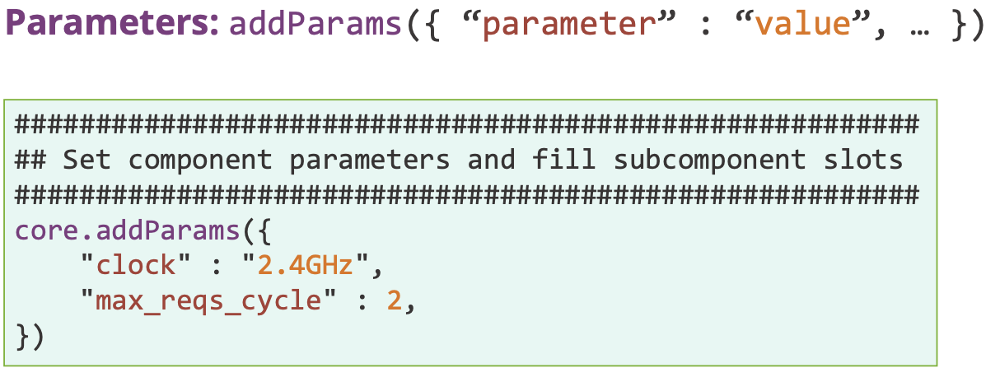 Parameters: addParams({ “parameter” : “value”, … })
########################################################
## Set component parameters and fill subcomponent slots
########################################################
core.addParams({
    "clock" : "2.4GHz",
    "max_reqs_cycle" : 2,
})